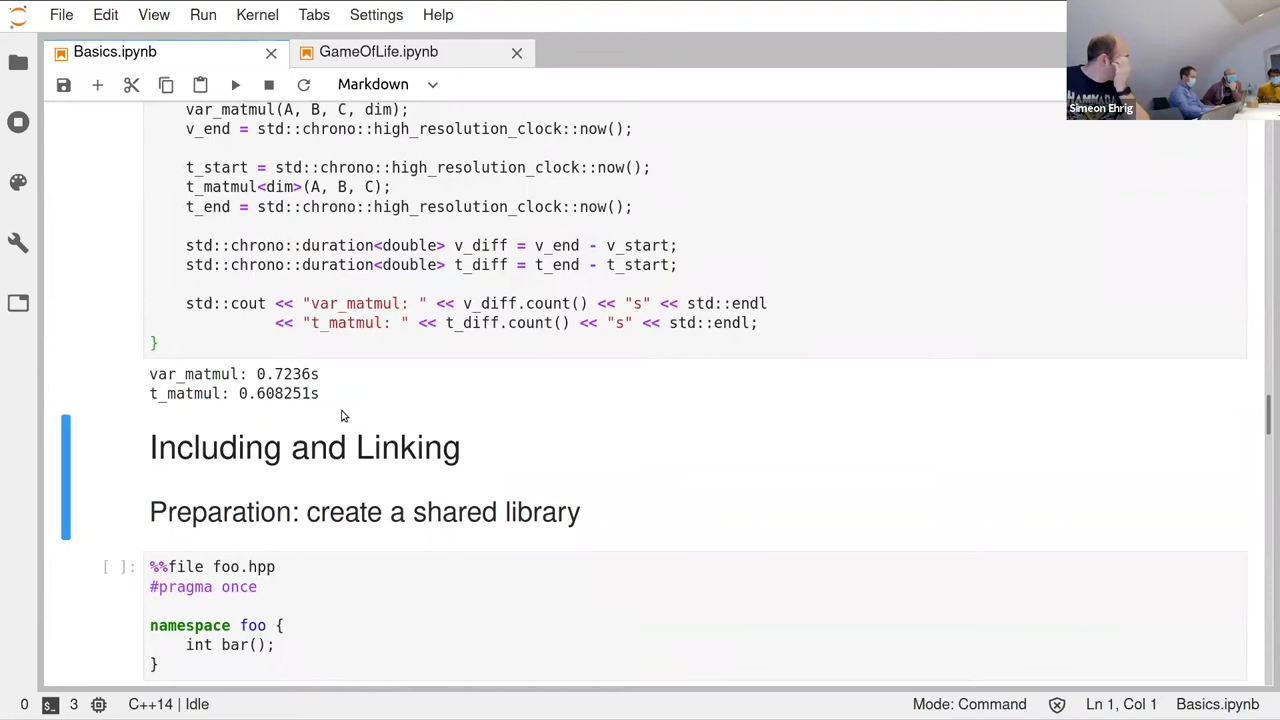 File Edit View Run Kernel Tabs Settings Help
Basics.ipynb GameOfLife.ipynb
Markdown
var_matmul(A, B, C, dim);
v_end = std::chrono::high_resolution_clock::now();
t_start = std::chrono::high_resolution_clock::now();
t_matmul<dim>(A, B, C);
t_end = std::chrono::high_resolution_clock::now();
std::chrono::duration<double> v_diff = v_end - v_start;
std::chrono::duration<double> t_diff = t_end - t_start;
std::cout << "var_matmul: " << v_diff.count() << "s" << std::endl
<< "t_matmul: " << t_diff.count() << "s" << std::endl;
}
var_matmul: 0.7236s
t_matmul: 0.608251s
Including and Linking
Preparation: create a shared library
[ ]: %%file foo.hpp
#pragma once
namespace foo {
int bar();
}
0 $_ 3 C++14 | Idle Mode: Command Ln 1, Col 1 Basics.ipynb
Simeon Ehrig